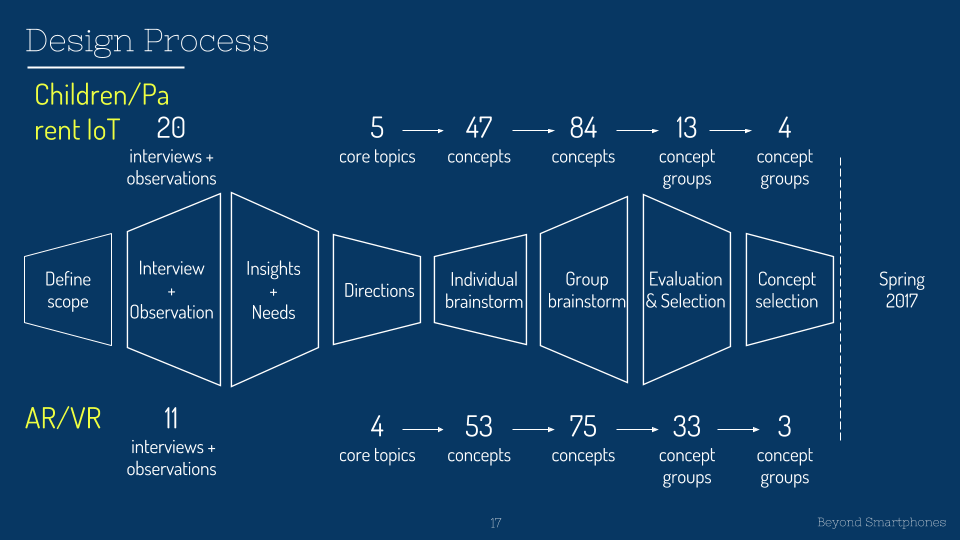 Design Process
Children/Pa
rent IoT
20
interviews +
observations
5
core topics
47
concepts
84
concepts
13
concept
groups
4
concept
groups
Define
scope
Interview
+
Observation
Insights
+
Needs
Directions
Individual
brainstorm
Group
brainstorm
Evaluation
& Selection
Concept
selection
Spring
2017
AR/VR
11
interviews +
observations
4
core topics
53
concepts
75
concepts
33
concept
groups
3
concept
groups
17
Beyond Smartphones